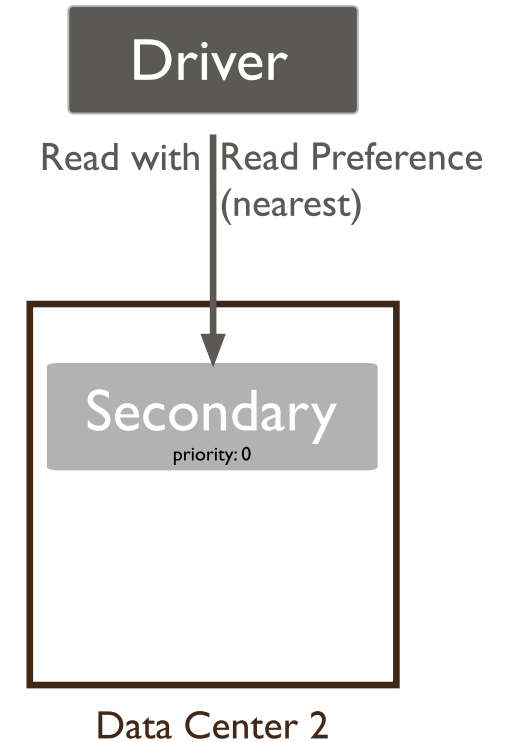 Driver
Read with Read Preference
(nearest)
Secondary
priority: 0
Data Center 2